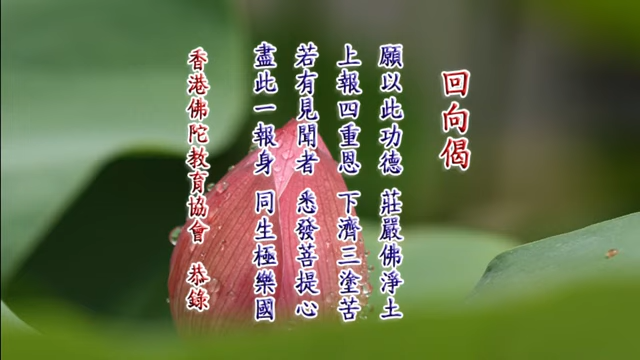 回向偈
願以此功德 莊嚴佛淨土
上報四重恩 下濟三塗苦
若有見聞者 悉發菩提心
盡此一報身 同生極樂國
香港佛陀教育協會 恭錄